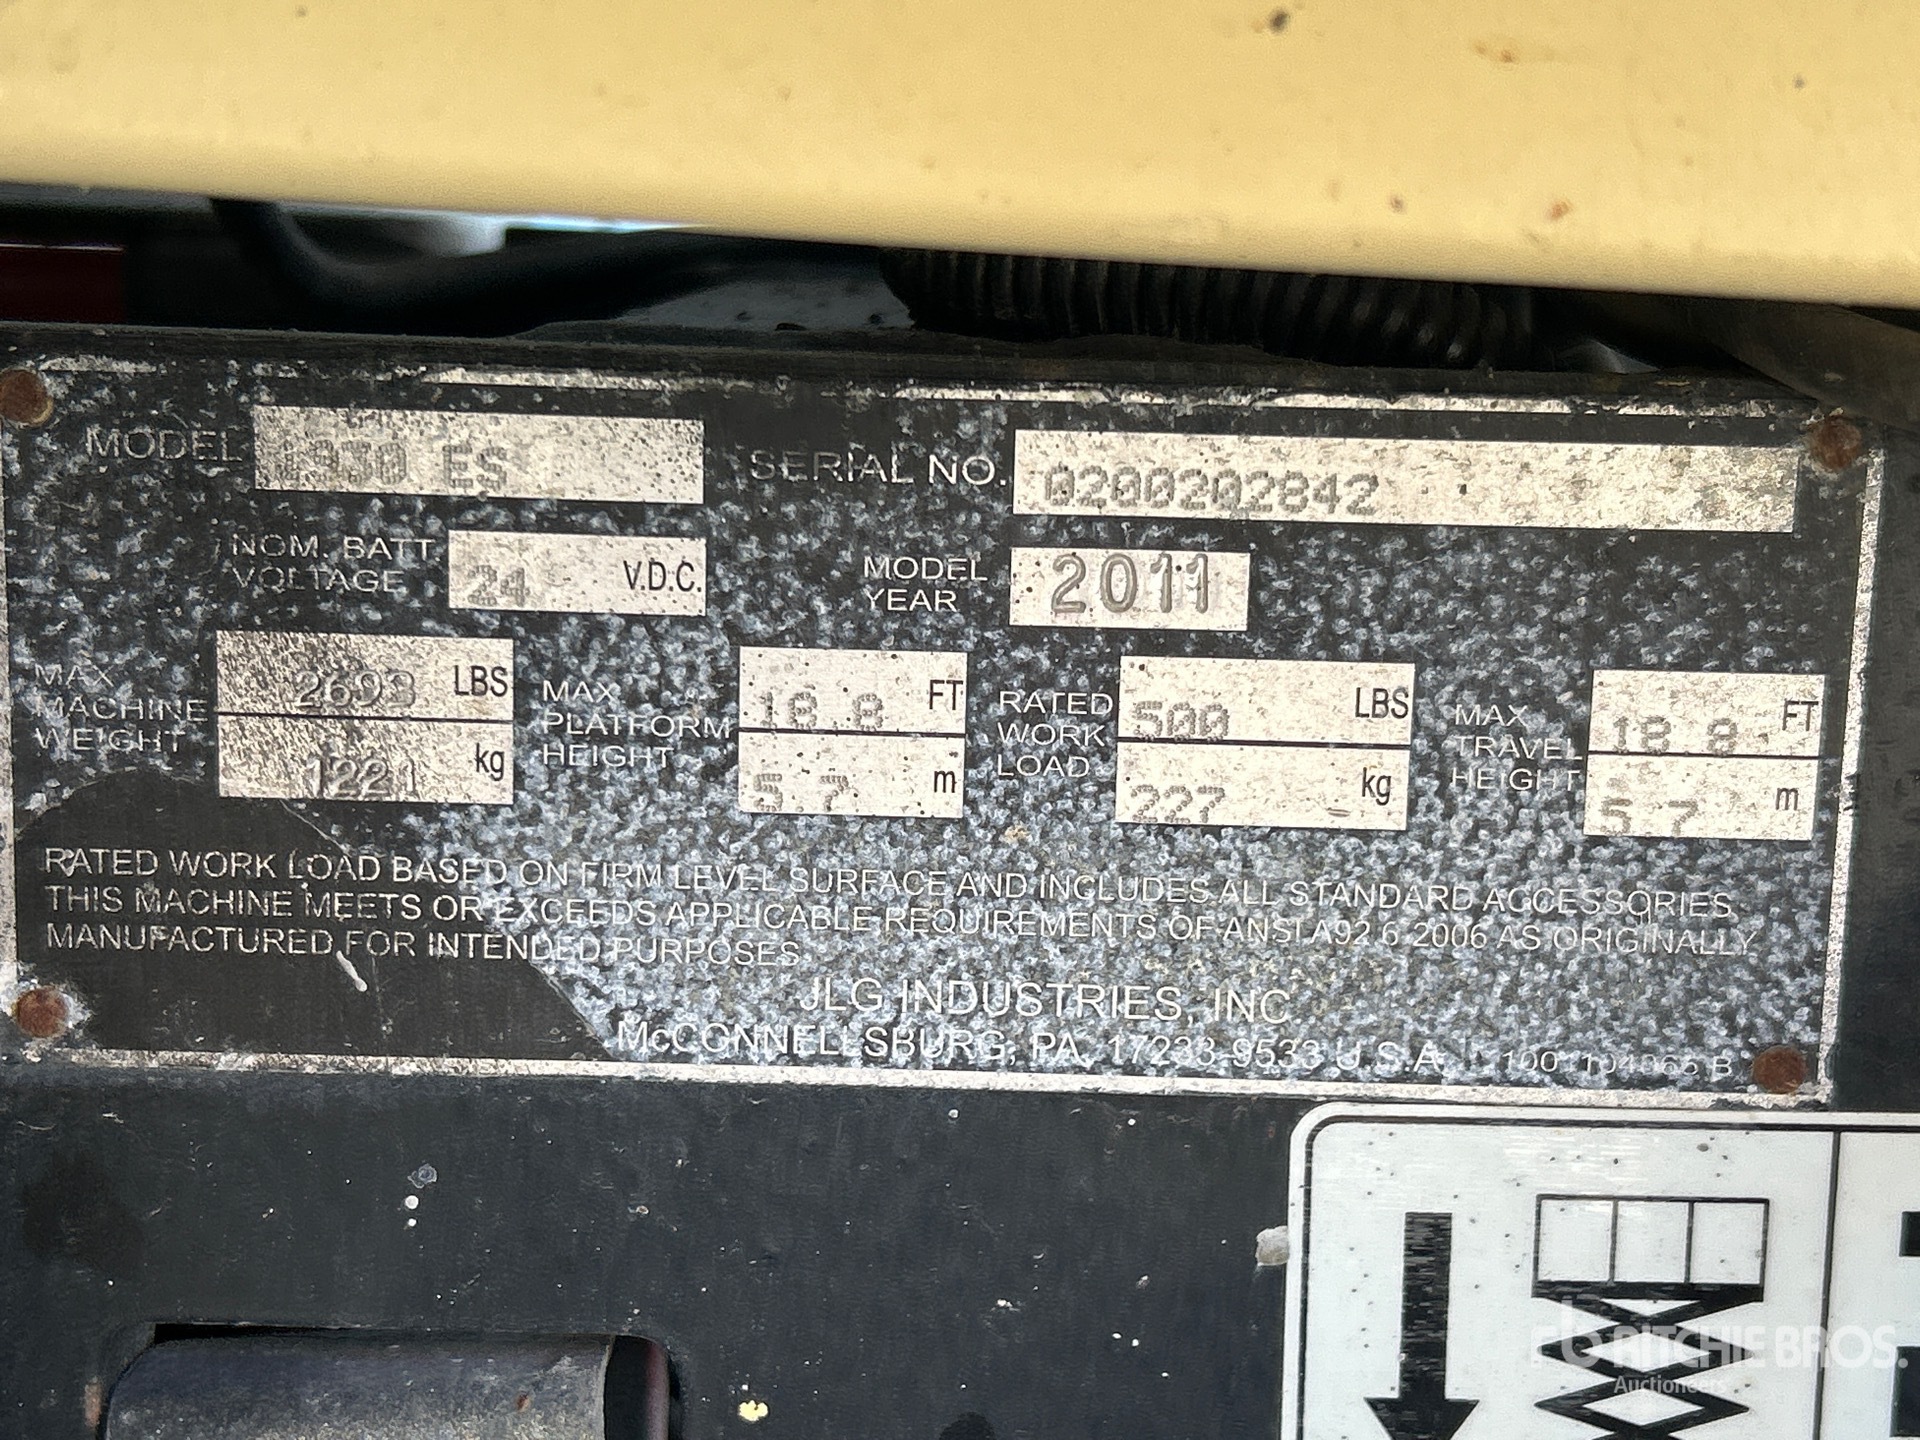 MODEL 1930 ES
SERIAL NO. 0200202842
NOM. BATT VOLTAGE 24 V.D.C.
MODEL YEAR 2011
MAX MACHINE WEIGHT 2693 LBS 1221 kg
MAX PLATFORM HEIGHT 18.8 FT 5.7 m
RATED WORK LOAD 500 LBS 227 kg
MAX TRAVEL HEIGHT 18.8 FT 5.7 m
RATED WORK LOAD BASED ON FIRM LEVEL SURFACE AND INCLUDES ALL STANDARD ACCESSORIES
THIS MACHINE MEETS OR EXCEEDS APPLICABLE REQUIREMENTS OF ANSI A92.6 2006 AS ORIGINALLY
MANUFACTURED FOR INTENDED PURPOSES.
JLG INDUSTRIES, INC
McCONNELLSBURG, PA. 17233-9533 U.S.A.
RITCHIE BROS.
Auctioneers